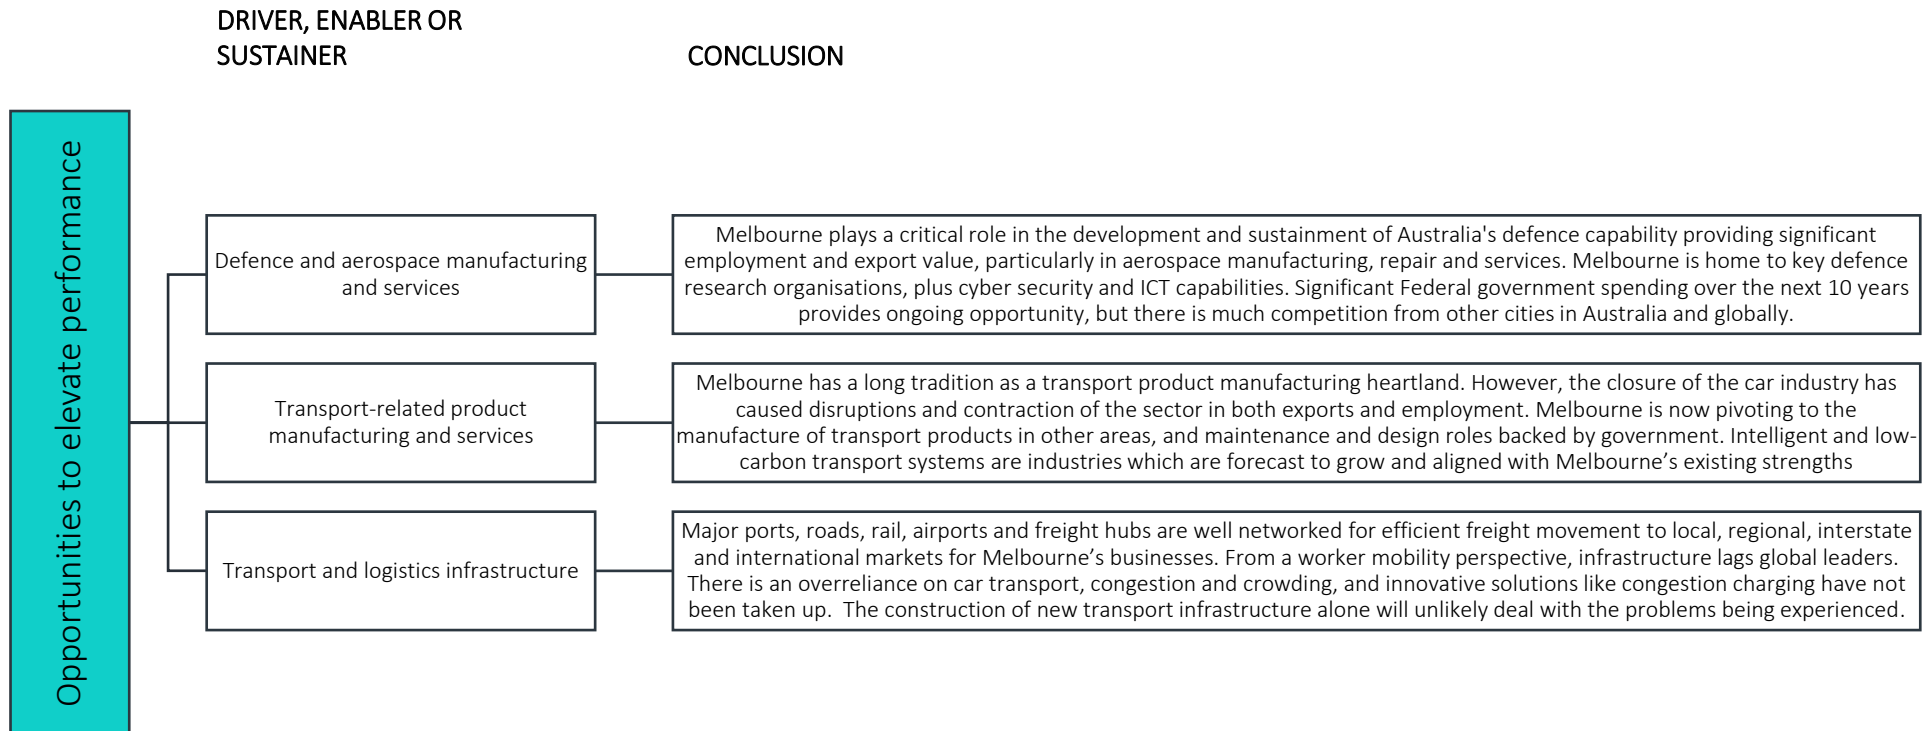 DRIVER, ENABLER OR
SUSTAINER
CONCLUSION
Opportunities to elevate performance
Defence and aerospace manufacturing
and services
Melbourne plays a critical role in the development and sustainment of Australia's defence capability providing significant
employment and export value, particularly in aerospace manufacturing, repair and services. Melbourne is home to key defence
research organisations, plus cyber security and ICT capabilities. Significant Federal government spending over the next 10 years
provides ongoing opportunity, but there is much competition from other cities in Australia and globally.
Transport-related product
manufacturing and services
Melbourne has a long tradition as a transport product manufacturing heartland. However, the closure of the car industry has
caused disruptions and contraction of the sector in both exports and employment. Melbourne is now pivoting to the
manufacture of transport products in other areas, and maintenance and design roles backed by government. Intelligent and low-
carbon transport systems are industries which are forecast to grow and aligned with Melbourne’s existing strengths
Transport and logistics infrastructure
Major ports, roads, rail, airports and freight hubs are well networked for efficient freight movement to local, regional, interstate
and international markets for Melbourne’s businesses. From a worker mobility perspective, infrastructure lags global leaders.
There is an overreliance on car transport, congestion and crowding, and innovative solutions like congestion charging have not
been taken up.  The construction of new transport infrastructure alone will unlikely deal with the problems being experienced.